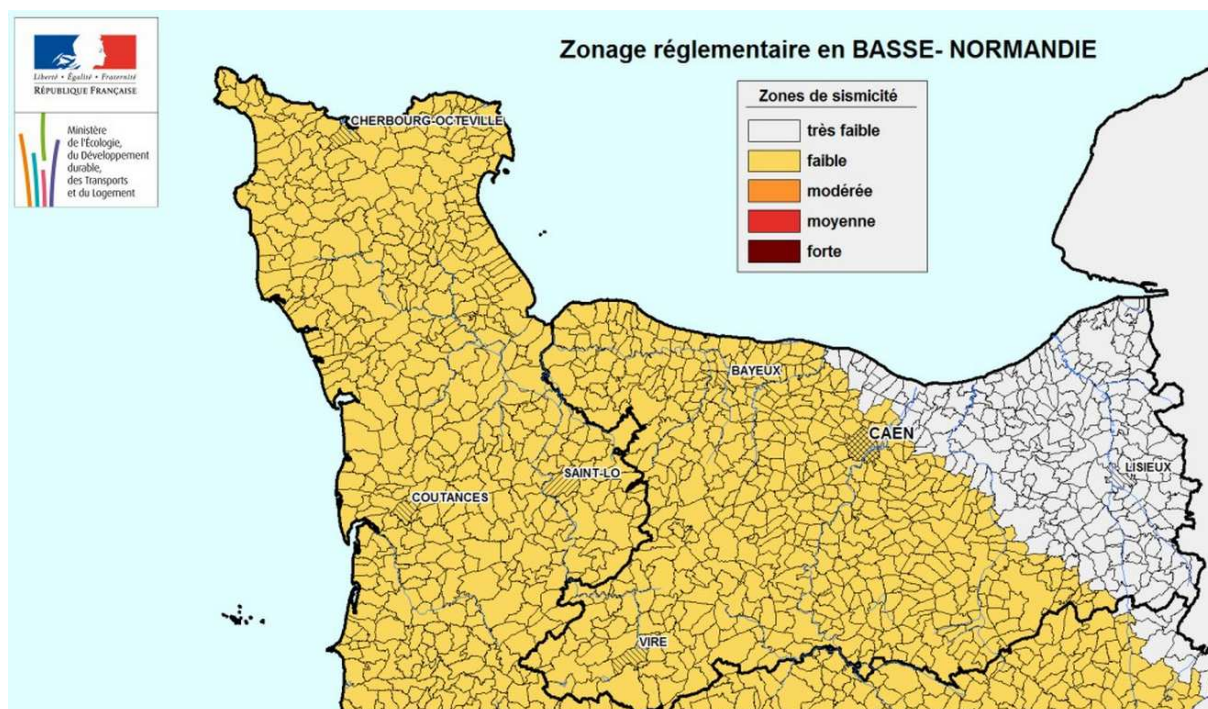 Liberté • Égalité • Fraternité
RÉPUBLIQUE FRANÇAISE
Ministère
de l'Écologie,
du Développement
durable,
des Transports
et du Logement
Zonage réglementaire en BASSE- NORMANDIE
Zones de sismicité
très faible
faible
modérée
moyenne
forte
CHERBOURG-OCTEVILLE
BAYEUX
CAEN
LISIEUX
SAINT-LO
COUTANCES
VIRE